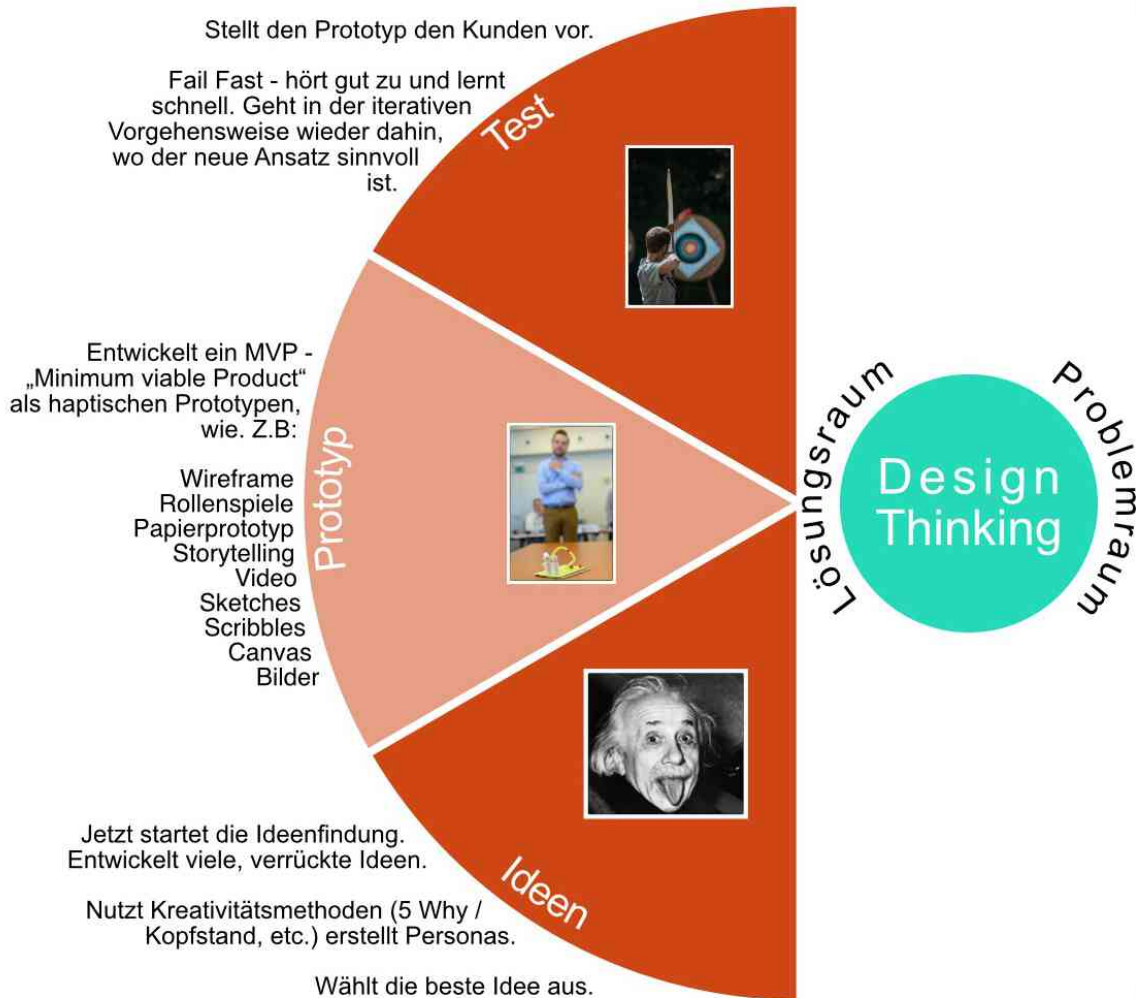 Stellt den Prototyp den Kunden vor.
Fail Fast - hört gut zu und lernt
schnell. Geht in der iterativen
Vorgehensweise wieder dahin,
wo der neue Ansatz sinnvoll
ist.
Test
Entwickelt ein MVP -
„Minimum viable Product“
als haptischen Prototypen,
wie. Z.B:
Wireframe
Rollenspiele
Papierprototyp
Storytelling
Video
Sketches
Scribbles
Canvas
Bilder
Prototyp
Jetzt startet die Ideenfindung.
Entwickelt viele, verrückte Ideen.
Nutzt Kreativitätsmethoden (5 Why /
Kopfstand, etc.) erstellt Personas.
Wählt die beste Idee aus.
Ideen
Lösungsraum
Design
Thinking
Problemraum